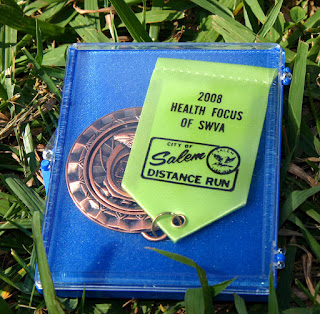 2008
HEALTH FOCUS
OF SWVA
CITY OF
Salem
DISTANCE RUN